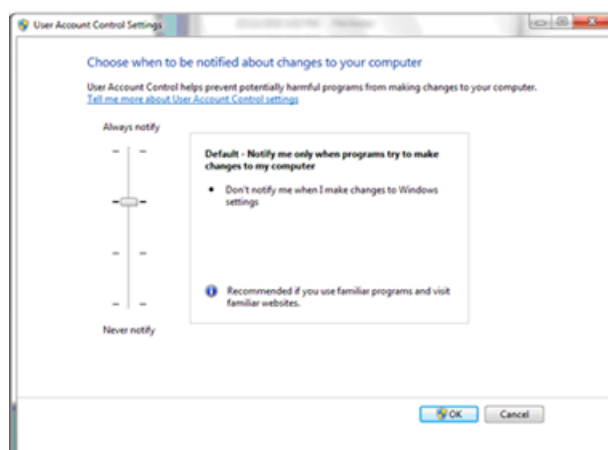 User Account Control Settings
Choose when to be notified about changes to your computer
User Account Control helps prevent potentially harmful programs from making changes to your computer.
Tell me more about User Account Control settings
Always notify
Default - Notify me only when programs try to make
changes to my computer
• Don't notify me when I make changes to Windows
settings
Recommended if you use familiar programs and visit
familiar websites.
Never notify
OK
Cancel